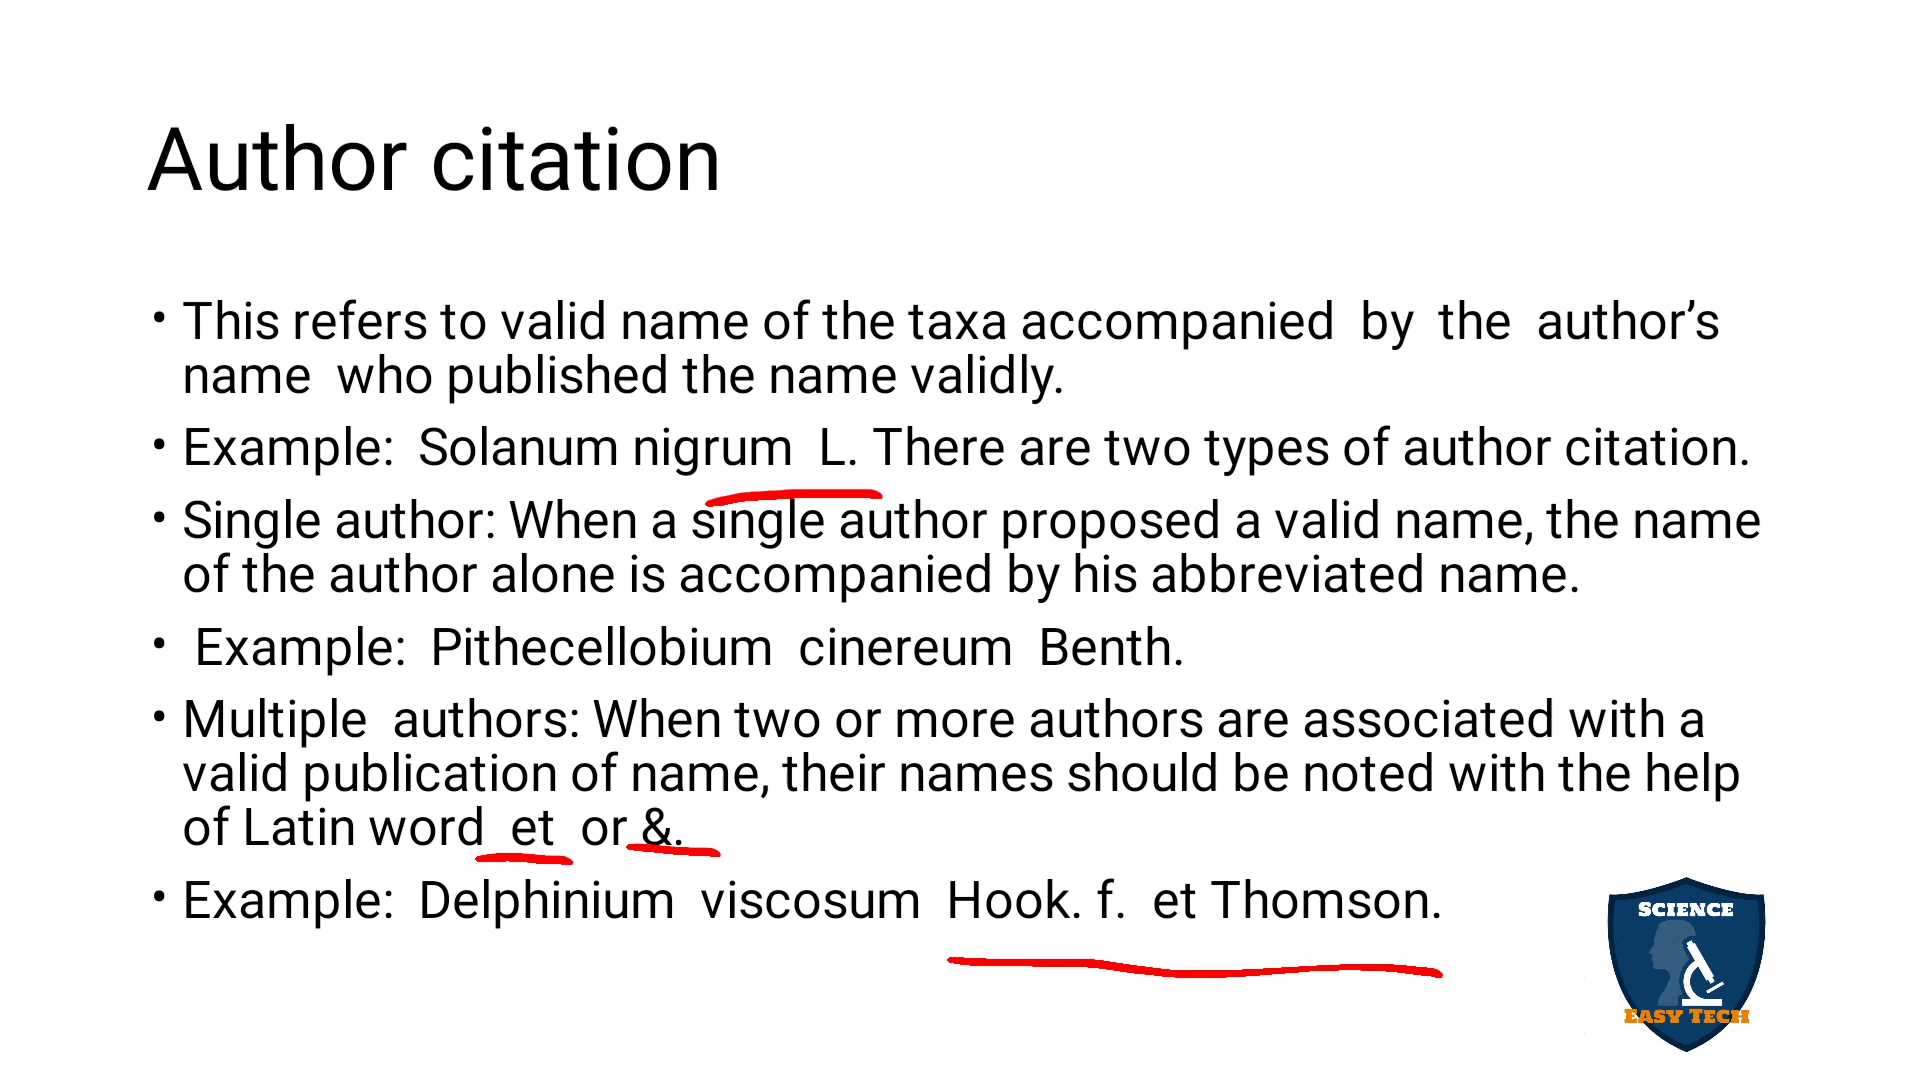 Author citation
• This refers to valid name of the taxa accompanied by the author’s
name who published the name validly.
• Example: Solanum nigrum L. There are two types of author citation.
• Single author: When a single author proposed a valid name, the name
of the author alone is accompanied by his abbreviated name.
• Example: Pithecellobium cinereum Benth.
• Multiple authors: When two or more authors are associated with a
valid publication of name, their names should be noted with the help
of Latin word et or &.
• Example: Delphinium viscosum Hook. f. et Thomson.
SCIENCE
EASY TECH